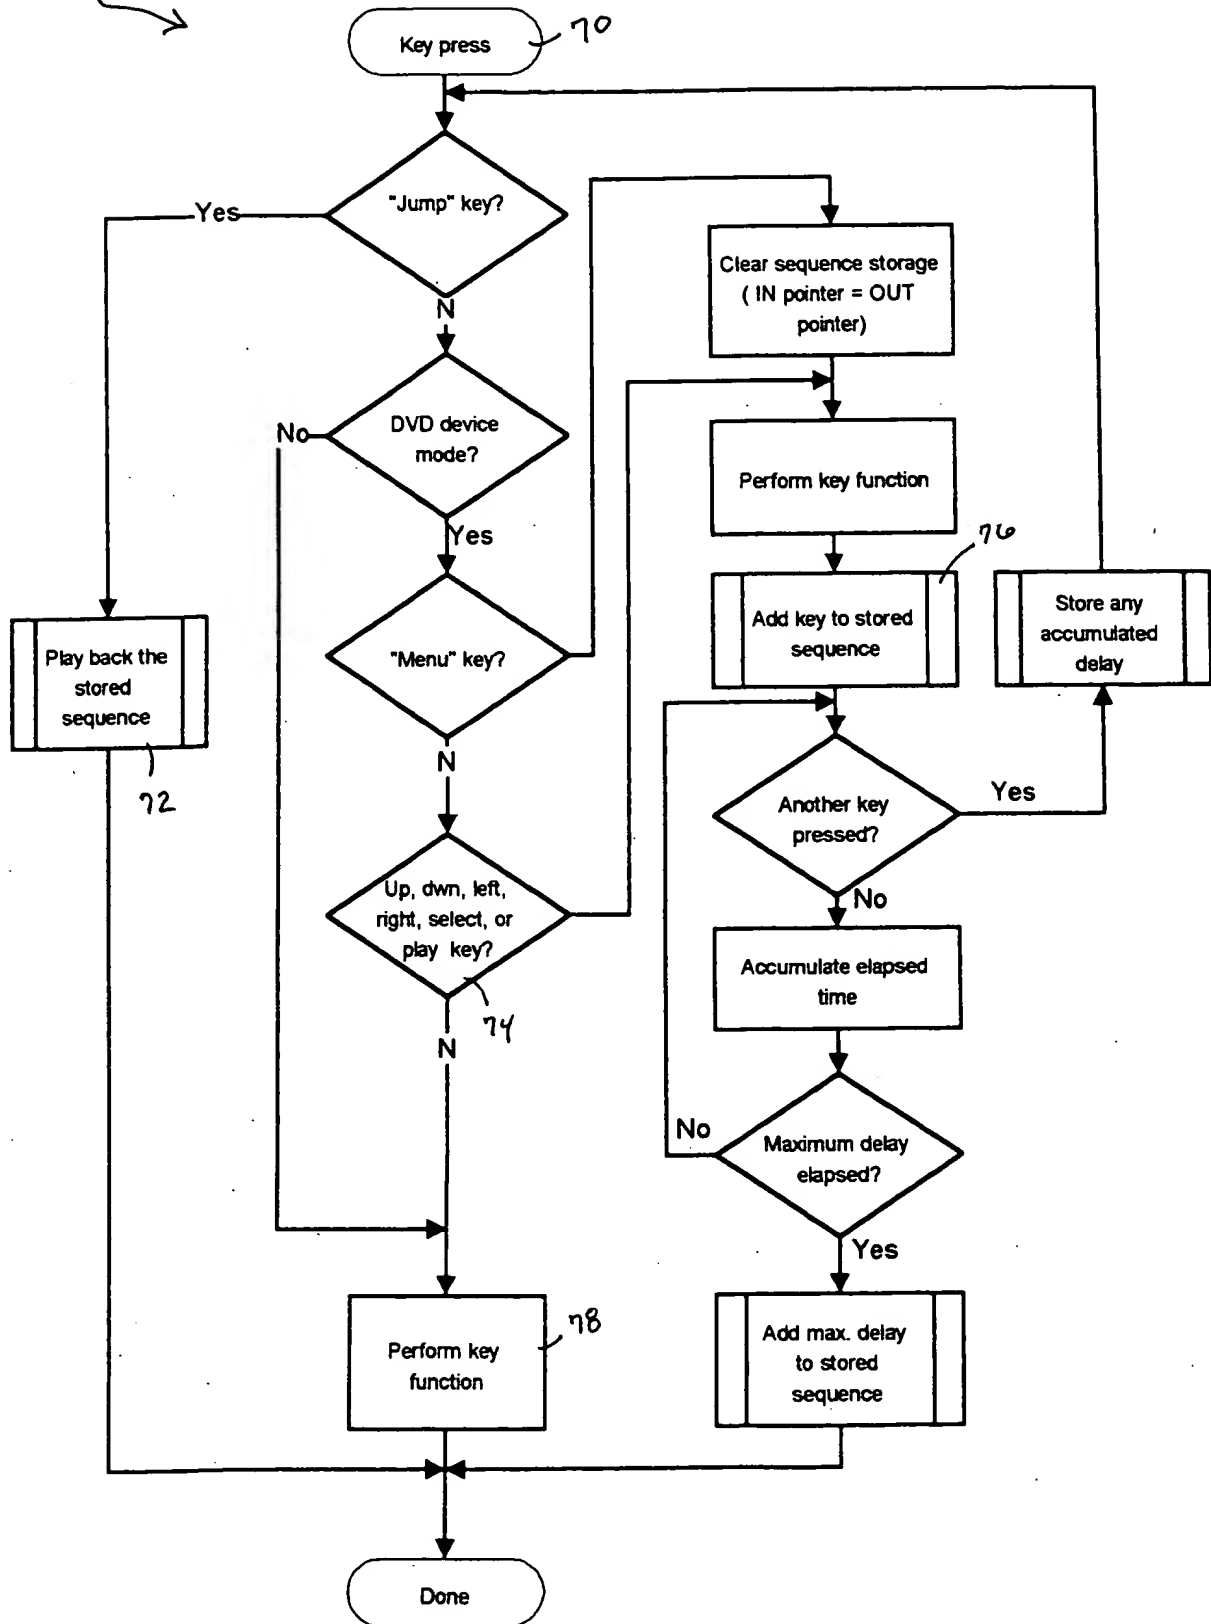 Key press
70
"Jump" key?
Yes
N
Clear sequence storage
( IN pointer = OUT
pointer)
DVD device
mode?
No
Yes
Perform key function
76
Add key to stored
sequence
Store any
accumulated
delay
"Menu" key?
N
Play back the
stored
sequence
72
Another key
pressed?
Yes
No
Up, dwn, left,
right, select, or
play key?
74
N
Accumulate elapsed
time
Maximum delay
elapsed?
No
Yes
Perform key
function
78
Add max. delay
to stored
sequence
Done